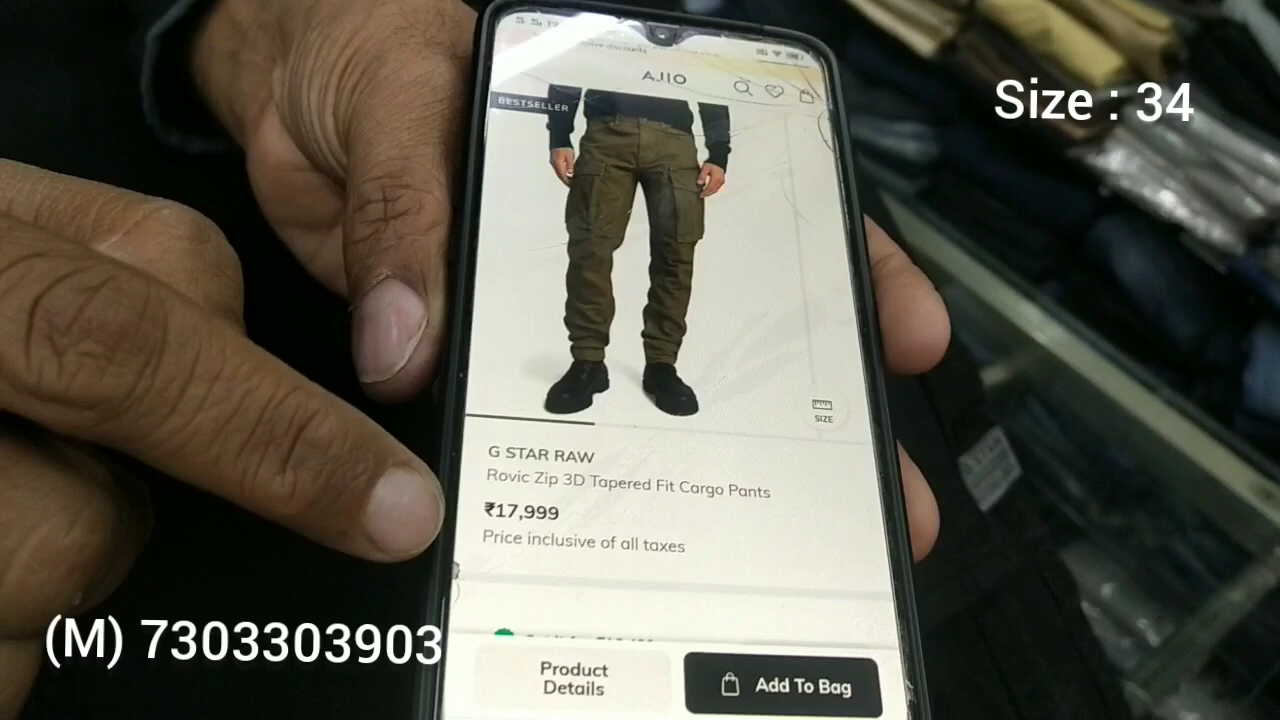 AJIO
BESTSELLER
Size : 34
SIZE
G STAR RAW
Rovic Zip 3D Tapered Fit Cargo Pants
₹17,999
Price inclusive of all taxes
(M) 7303303903
Product
Details
Add To Bag